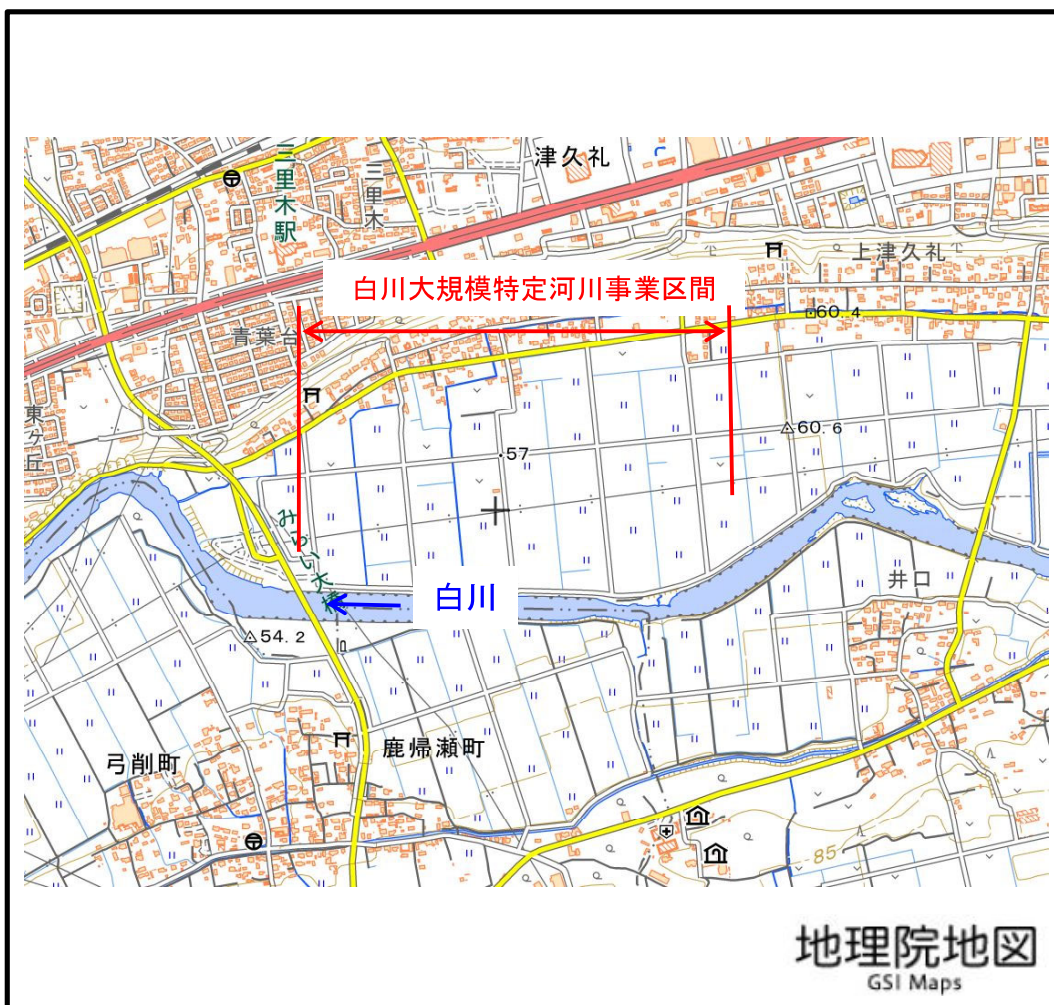 津久礼
三里木駅
三里木
上津久礼
白川大規模特定河川事業区間
60.4
青葉台
東ヶ丘
60.6
57
みらい大橋
井口
白川
54.2
鹿帰瀬町
弓削町
85
地理院地図
GSI Maps